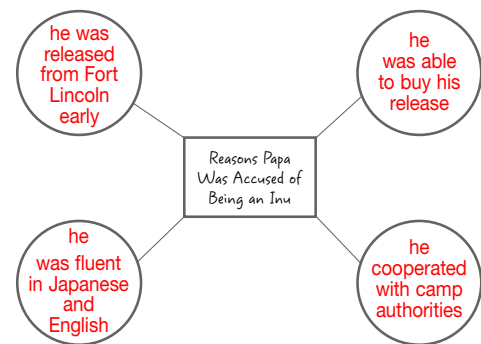 he was
released
from Fort
Lincoln
early
he
was able
to buy his
release
Reasons Papa
Was Accused of
Being an Inu
he
was fluent
in Japanese
and
English
he
cooperated
with camp
authorities